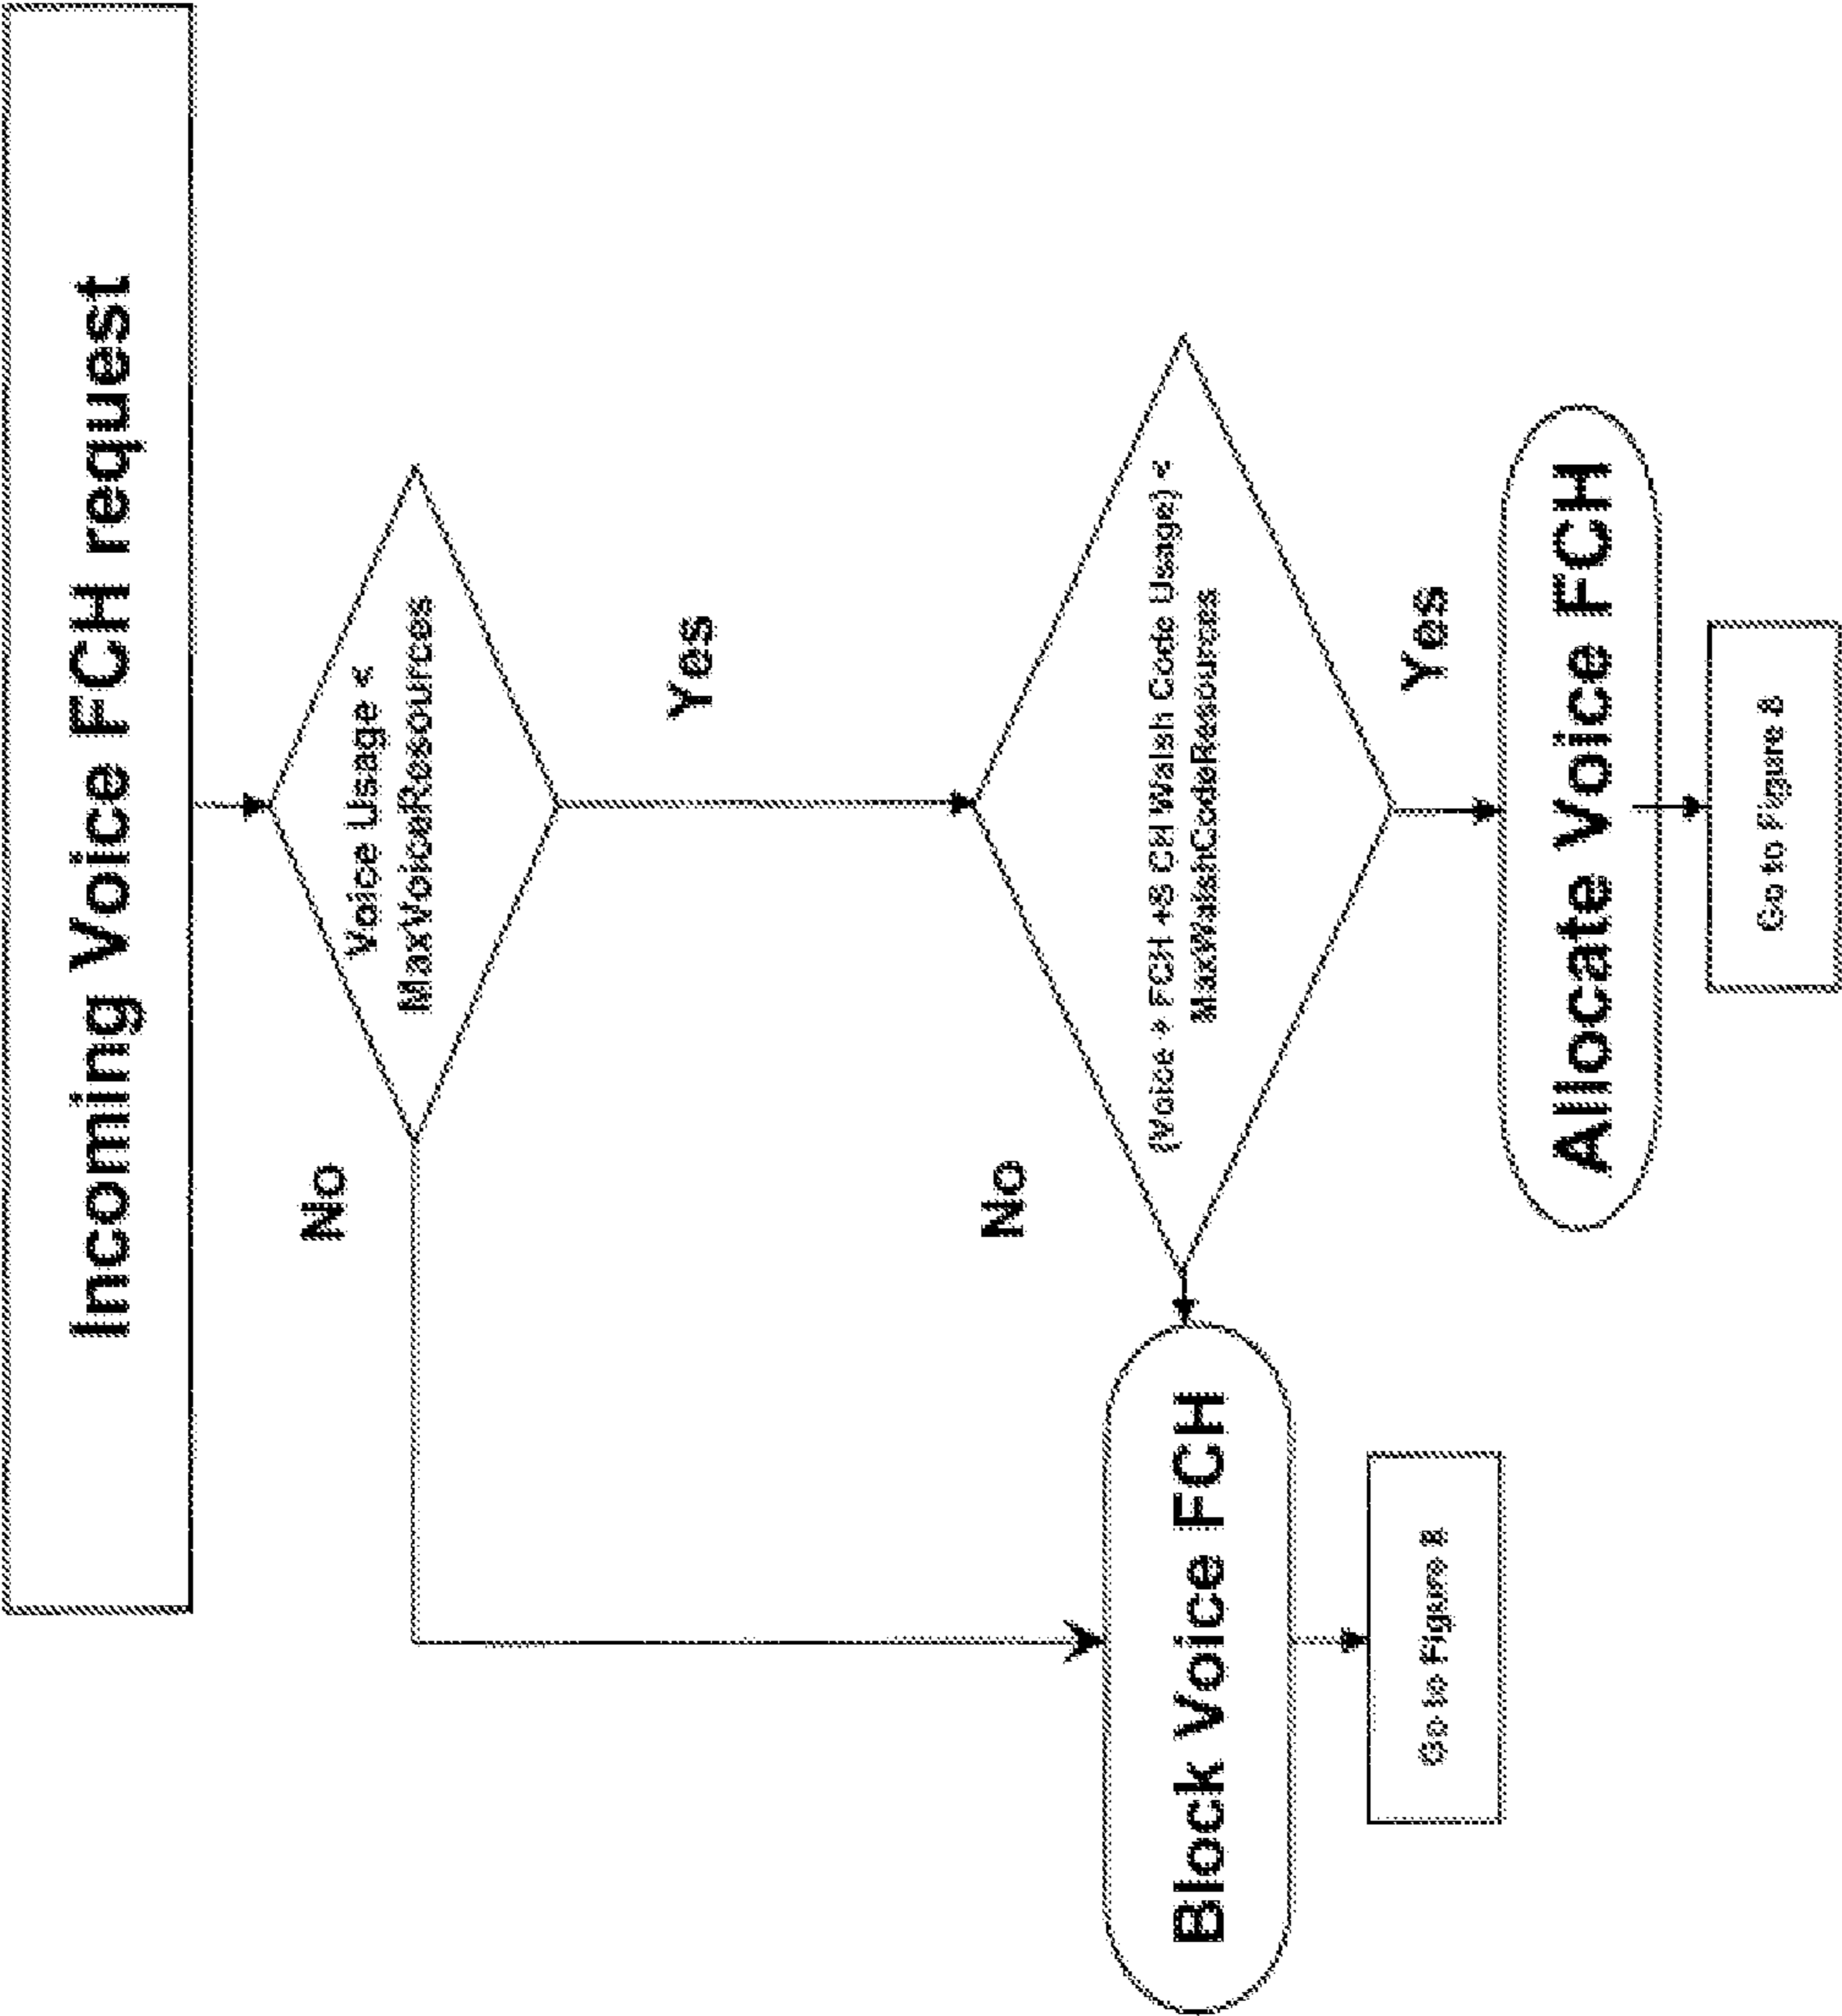 Incoming Voice FCH request
Voice Usage <
MaxVoiceResources
No
Yes
(Voice + FCH +S CH Walsh Code Usage) <
MaxWalshCodeResources
No
Yes
Block Voice FCH
Allocate Voice FCH
Go to Figure 8
Go to Figure 8